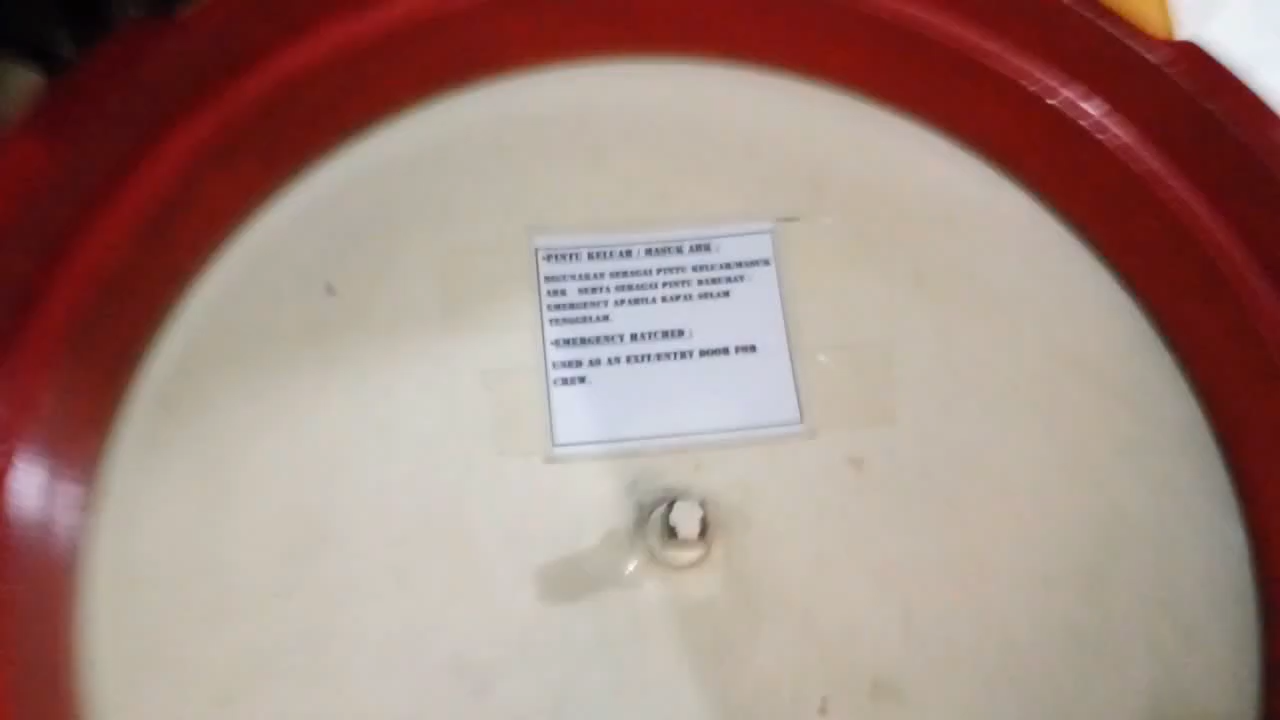 •PINTU KELUAR / MASUK ABK :
DIGUNAKAN SEBAGAI PINTU KELUAR/MASUK
ABK SERTA SEBAGAI PINTU DARURAT
EMERGENCY APABILA KAPAL SELAM
TENGGELAM.
•EMERGENCY HATCHED :
USED AS AN EXIT/ENTRY DOOR FOR
CREW.